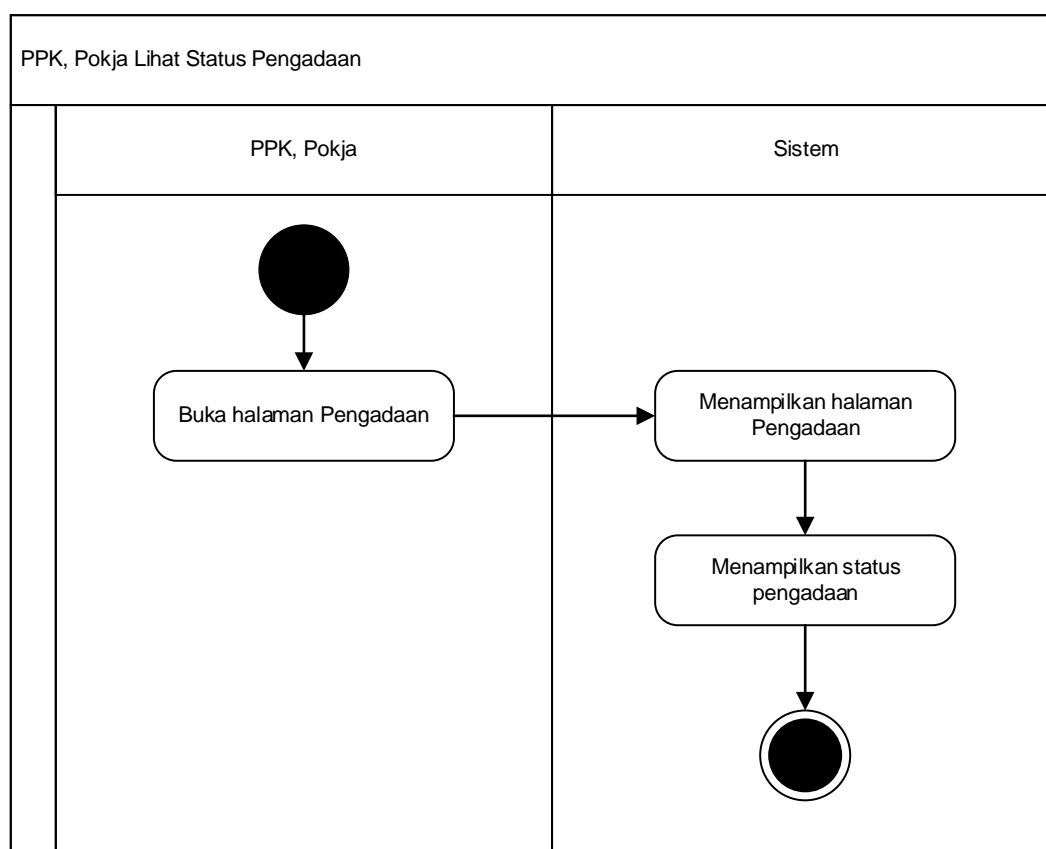 PPK, Pokja Lihat Status Pengadaan
PPK, Pokja
Sistem
Buka halaman Pengadaan
Menampilkan halaman
Pengadaan
Menampilkan status
pengadaan